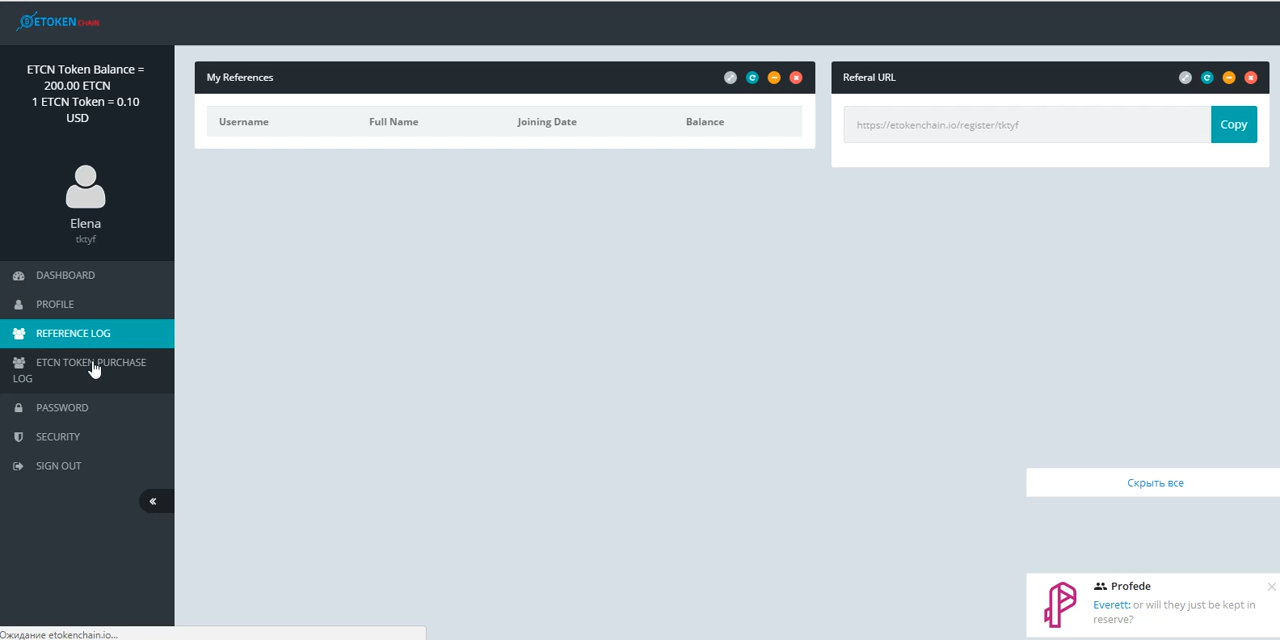 ETOKEN CHAIN
ETCN Token Balance =
200.00 ETCN
1 ETCN Token = 0.10
USD
Elena
tktyf
DASHBOARD
PROFILE
REFERENCE LOG
ETCN TOKEN PURCHASE
LOG
PASSWORD
SECURITY
SIGN OUT
My References
Username Full Name Joining Date Balance
Referal URL
https://etokenchain.io/register/tktyf Copy
Скрыть все
Profede
Everett: or will they just be kept in
reserve?
Ожидание etokenchain.io...